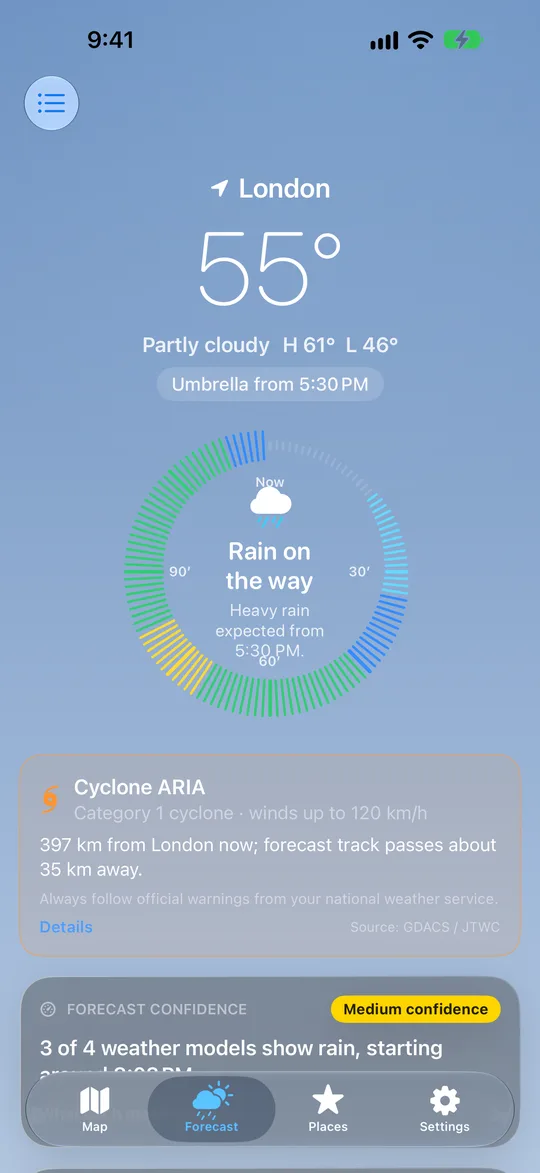 9:41
London
55°
Partly cloudy H 61° L 46°
Umbrella from 5:30 PM
Now
Rain on
the way
90′
30′
Heavy rain
expected from
5:30 PM.
60′
Cyclone ARIA
Category 1 cyclone · winds up to 120 km/h
397 km from London now; forecast track passes about
35 km away.
Always follow official warnings from your national weather service.
Details
Source: GDACS / JTWC
FORECAST CONFIDENCE
Medium confidence
3 of 4 weather models show rain, starting
around
Map
Forecast
Places
Settings